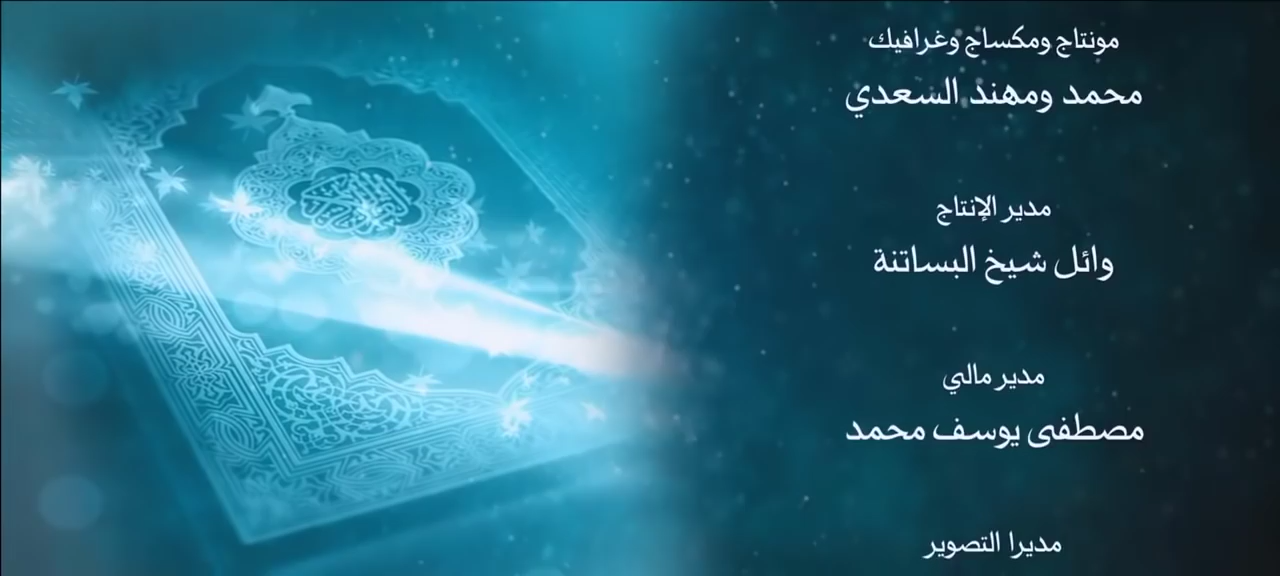 مونتاج ومكساج وغرافيك
محمد ومهند السعدي
مدير الإنتاج
وائل شيخ البساتنة
مدير مالي
مصطفى يوسف محمد
مديرا التصوير